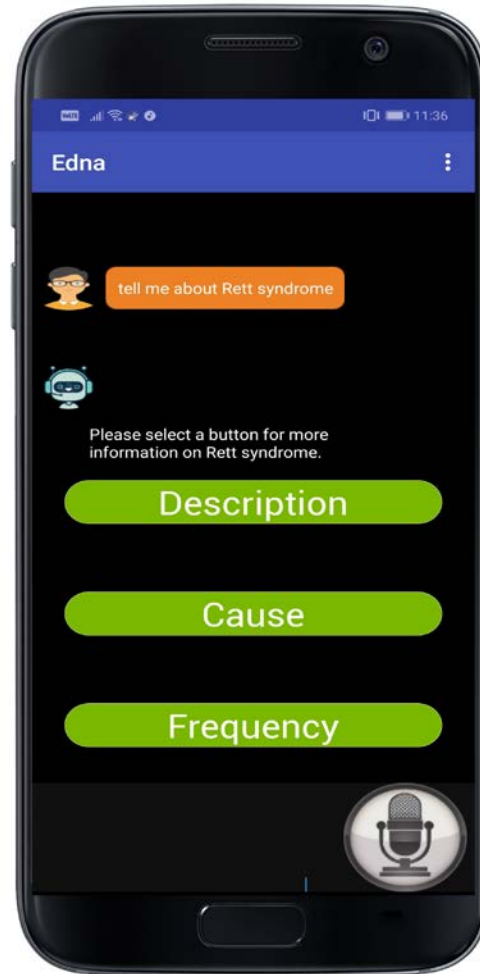 11:36
Edna
tell me about Rett syndrome
Please select a button for more
information on Rett syndrome.
Description
Cause
Frequency